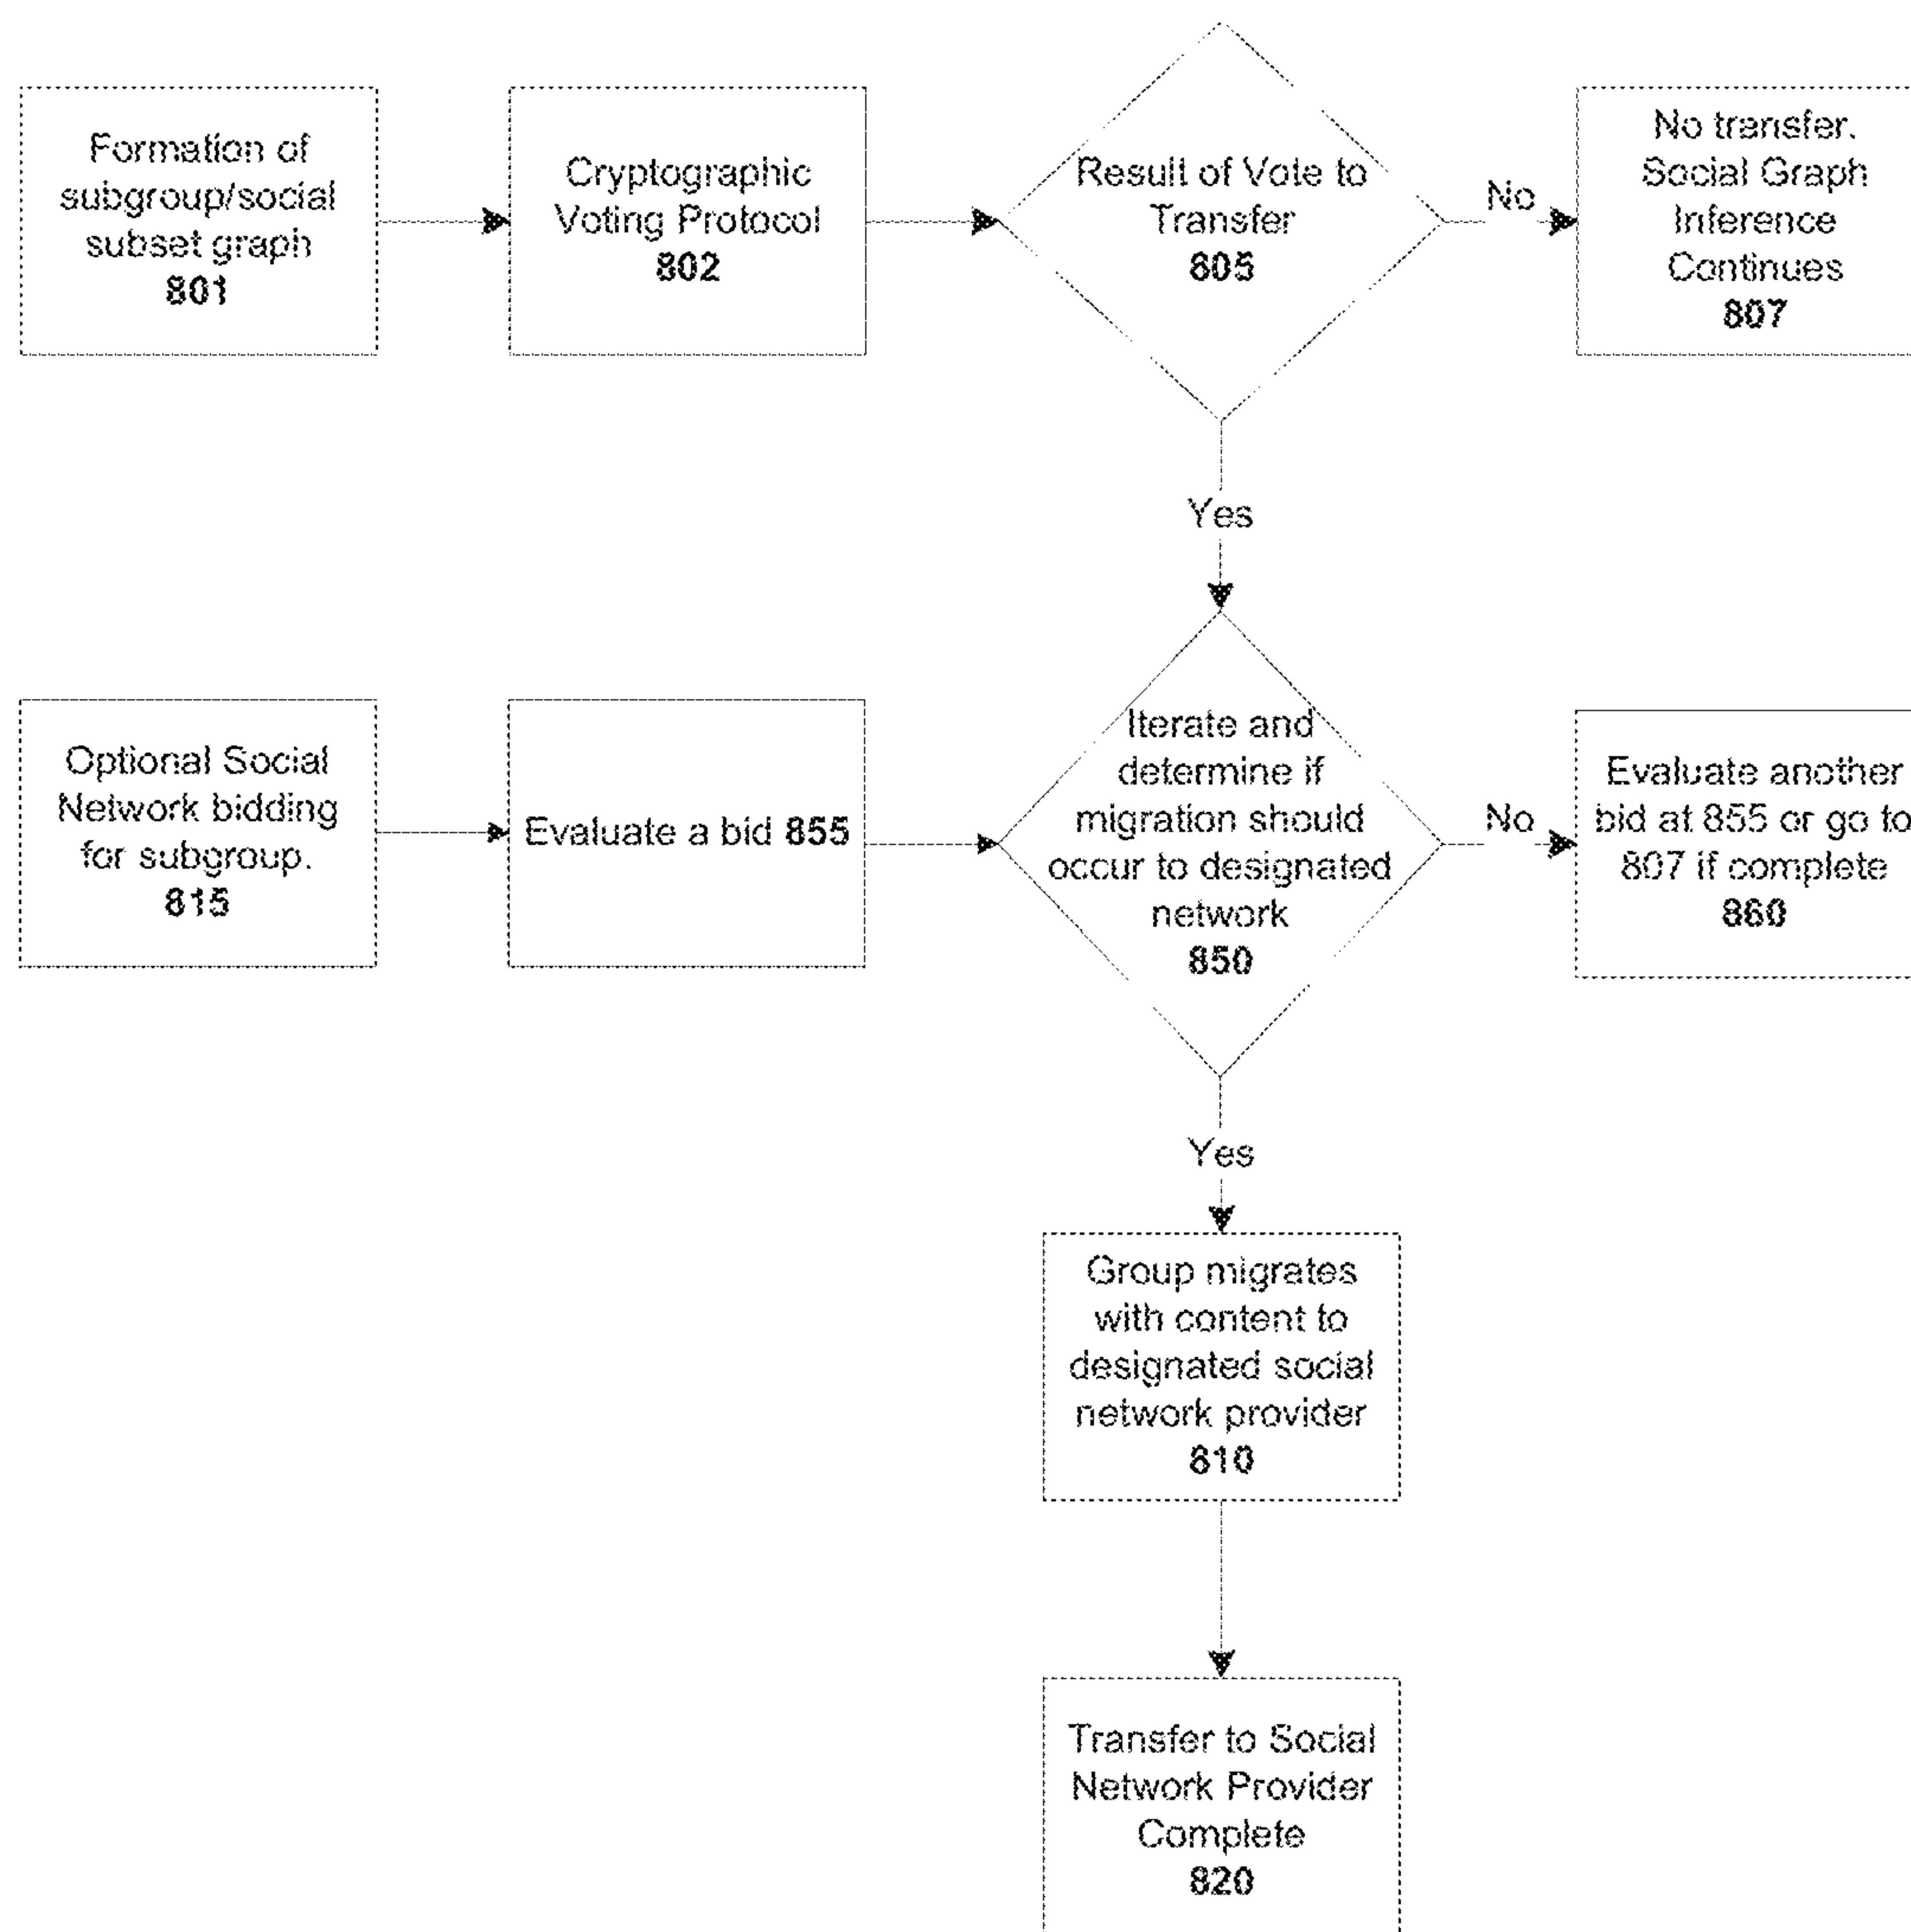 Formation of
subgroup/social
subset graph
801
Cryptographic
Voting Protocol
802
Result of Vote to
Transfer
805
No
No transfer.
Social Graph
Inference
Continues
807
Yes
Optional Social
Network bidding
for subgroup.
815
Evaluate a bid 855
Iterate and
determine if
migration should
occur to designated
network
850
No
Evaluate another
bid at 855 or go to
807 if complete
860
Yes
Group migrates
with content to
designated social
network provider
810
Transfer to Social
Network Provider
Complete
820